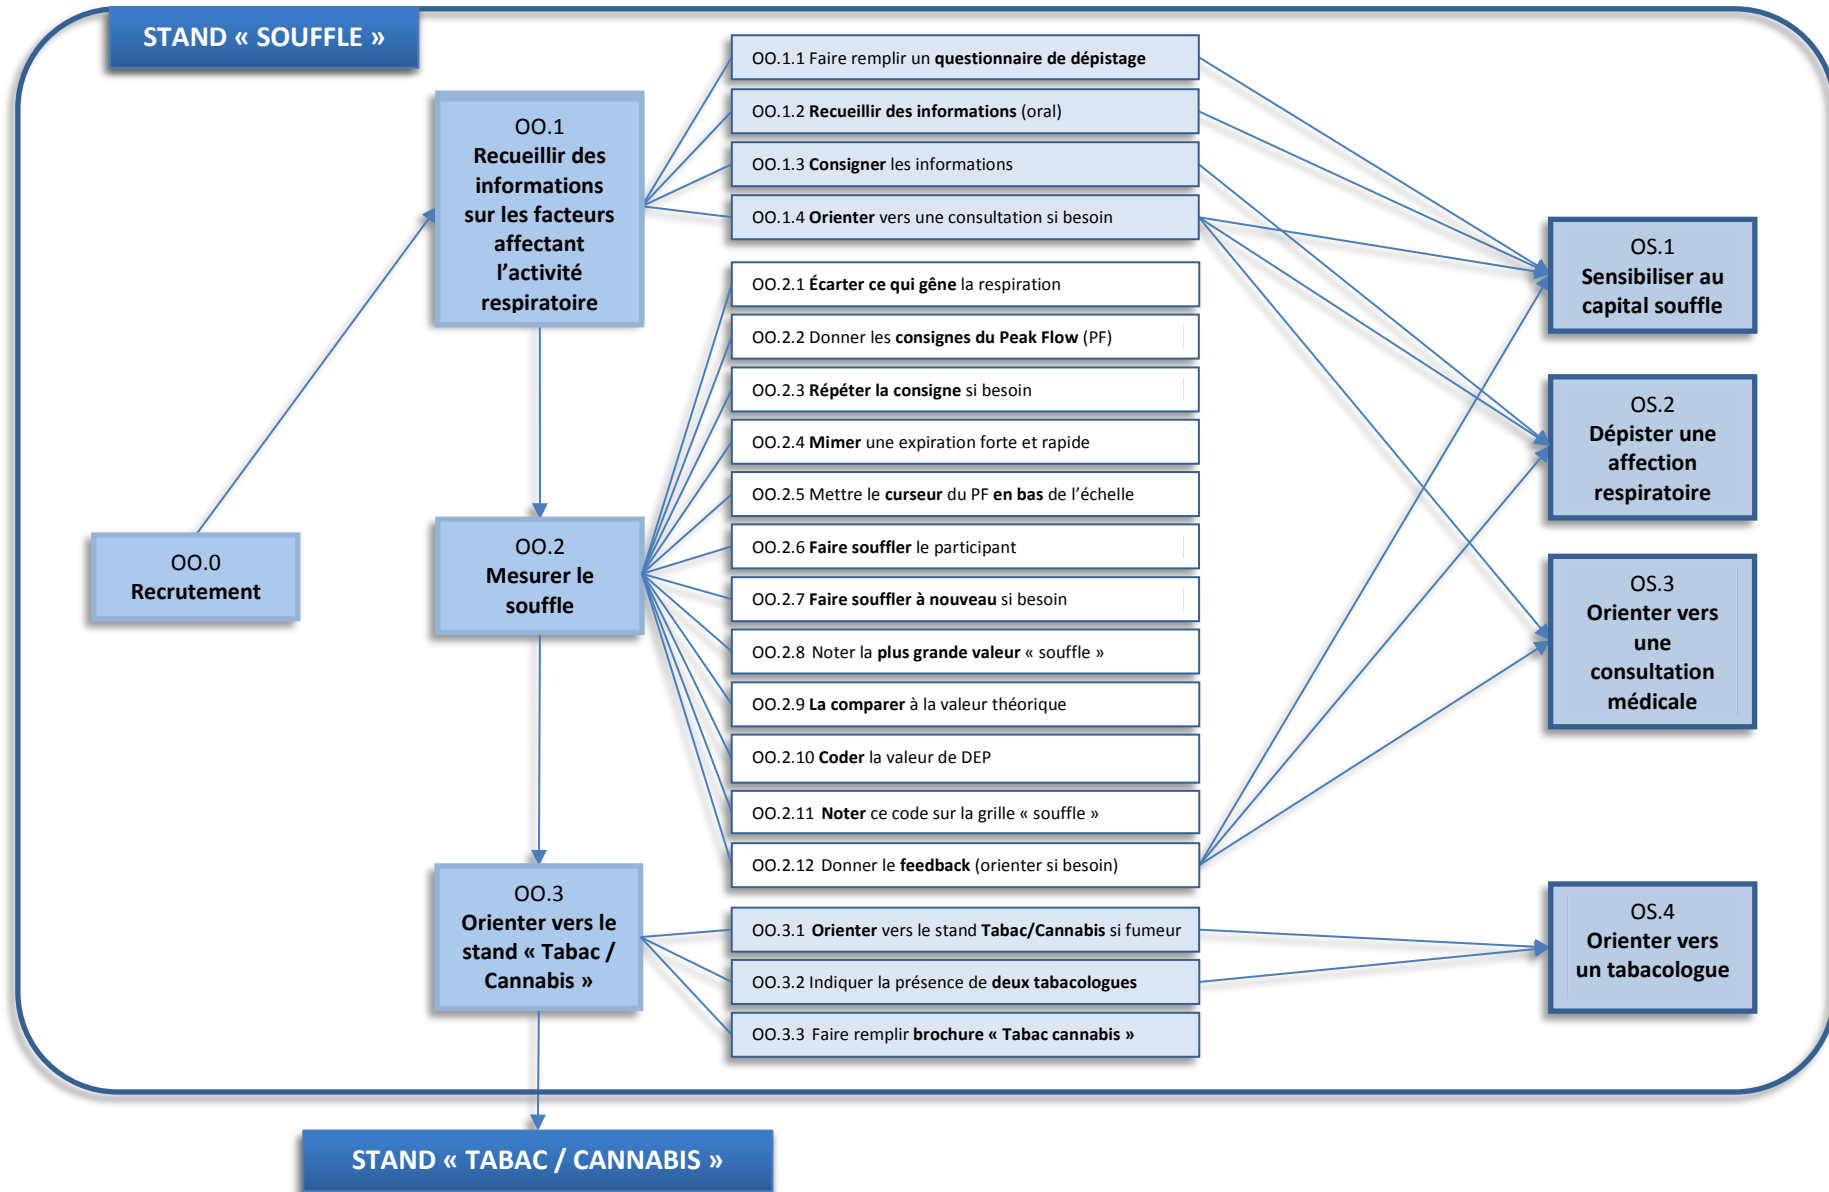 STAND « SOUFFLE »
OO.0
Recrutement
OO.1
Recueillir des
informations
sur les facteurs
affectant
l’activité
respiratoire
OO.2
Mesurer le
souffle
OO.3
Orienter vers le
stand « Tabac /
Cannabis »
OO.1.1 Faire remplir un questionnaire de dépistage
OO.1.2 Recueillir des informations (oral)
OO.1.3 Consigner les informations
OO.1.4 Orienter vers une consultation si besoin
OO.2.1 Écarter ce qui gêne la respiration
OO.2.2 Donner les consignes du Peak Flow (PF)
OO.2.3 Répéter la consigne si besoin
OO.2.4 Mimer une expiration forte et rapide
OO.2.5 Mettre le curseur du PF en bas de l’échelle
OO.2.6 Faire souffler le participant
OO.2.7 Faire souffler à nouveau si besoin
OO.2.8 Noter la plus grande valeur « souffle »
OO.2.9 La comparer à la valeur théorique
OO.2.10 Coder la valeur de DEP
OO.2.11 Noter ce code sur la grille « souffle »
OO.2.12 Donner le feedback (orienter si besoin)
OO.3.1 Orienter vers le stand Tabac/Cannabis si fumeur
OO.3.2 Indiquer la présence de deux tabacologues
OO.3.3 Faire remplir brochure « Tabac cannabis »
OS.1
Sensibiliser au
capital souffle
OS.2
Dépister une
affection
respiratoire
OS.3
Orienter vers
une
consultation
médicale
OS.4
Orienter vers
un tabacologue
STAND « TABAC / CANNABIS »